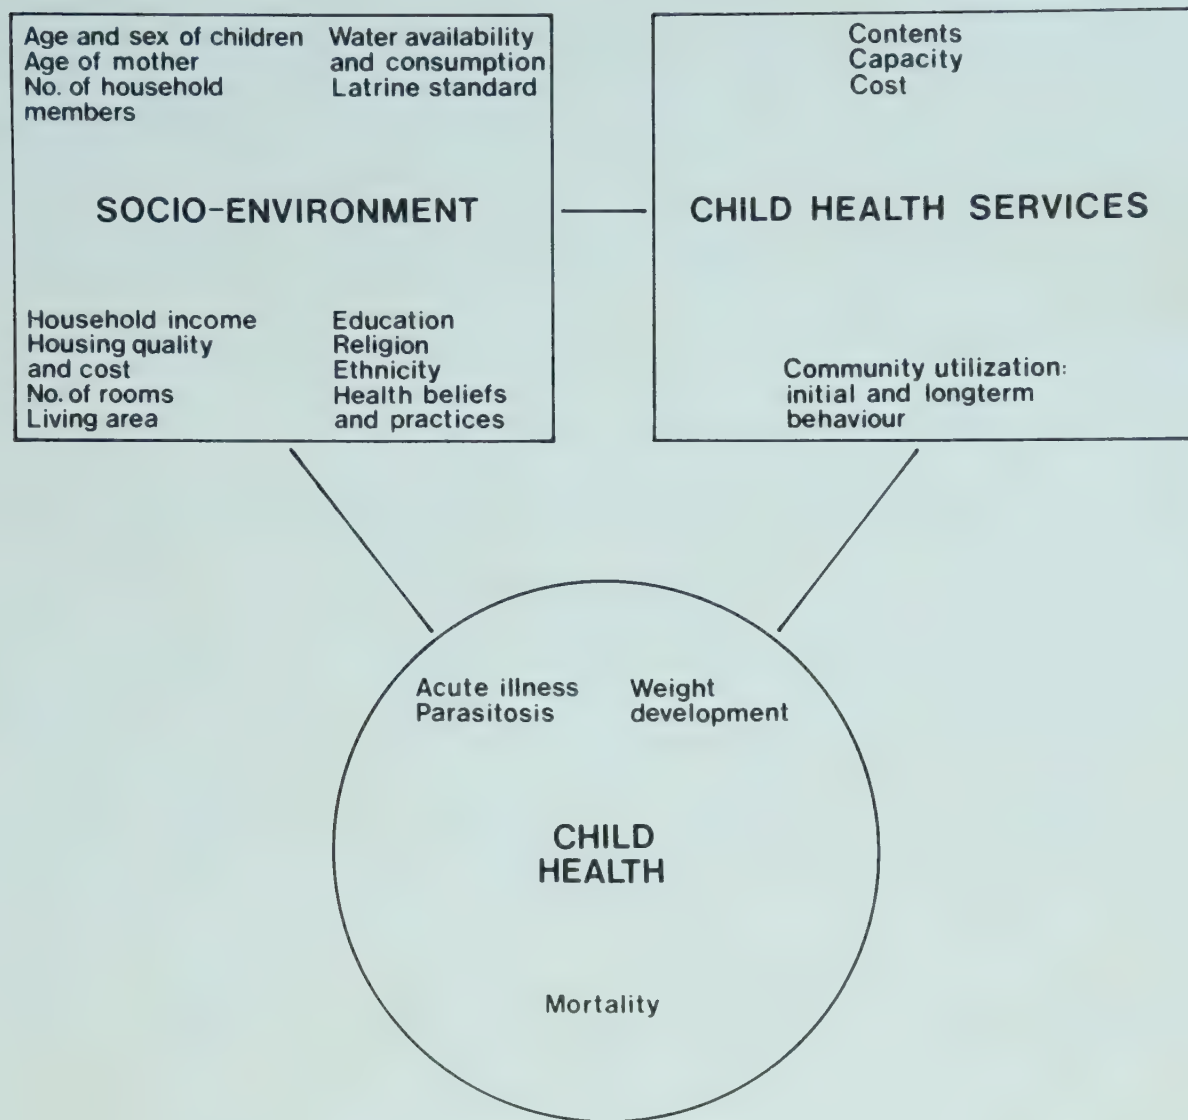 Age and sex of children
Age of mother
No. of household
members
Water availability
and consumption
Latrine standard
SOCIO-ENVIRONMENT
Household income
Housing quality
and cost
No. of rooms
Living area
Education
Religion
Ethnicity
Health beliefs
and practices
Contents
Capacity
Cost
CHILD HEALTH SERVICES
Community utilization:
initial and longterm
behaviour
Acute illness
Parasitosis
Weight
development
CHILD
HEALTH
Mortality